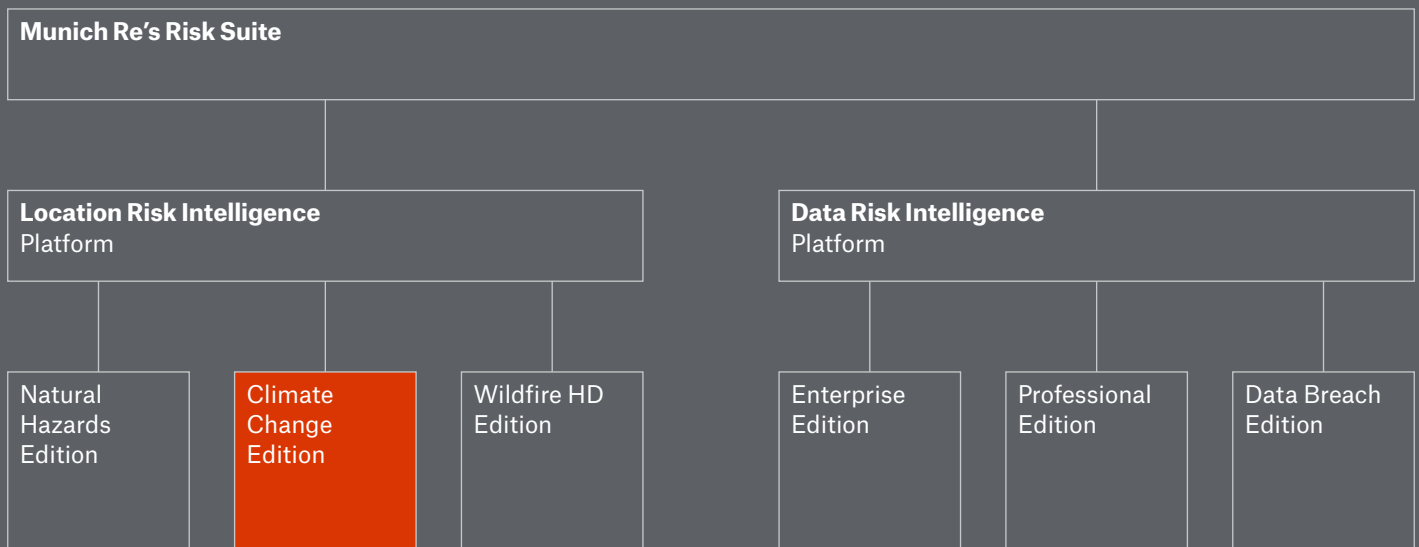 Munich Re’s Risk Suite
Location Risk Intelligence
Platform
Data Risk Intelligence
Platform
Natural
Hazards
Edition
Climate
Change
Edition
Wildfire HD
Edition
Enterprise
Edition
Professional
Edition
Data Breach
Edition